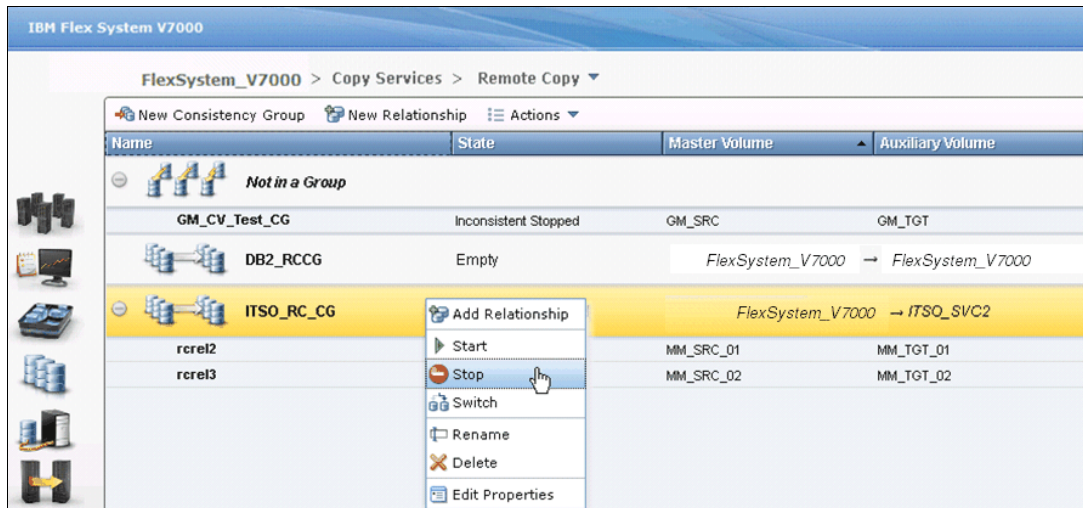 IBM Flex System V7000
FlexSystem_V7000 > Copy Services > Remote Copy
New Consistency Group New Relationship Actions
Name State Master Volume Auxiliary Volume
Not in a Group
GM_CV_Test_CG Inconsistent Stopped GM_SRC GM_TGT
DB2_RCCG Empty FlexSystem_V7000 → FlexSystem_V7000
ITSO_RC_CG FlexSystem_V7000 → ITSO_SVC2
Add Relationship
Start
rcrel2 MM_SRC_01 MM_TGT_01
Stop
rcrel3 MM_SRC_02 MM_TGT_02
Switch
Rename
Delete
Edit Properties